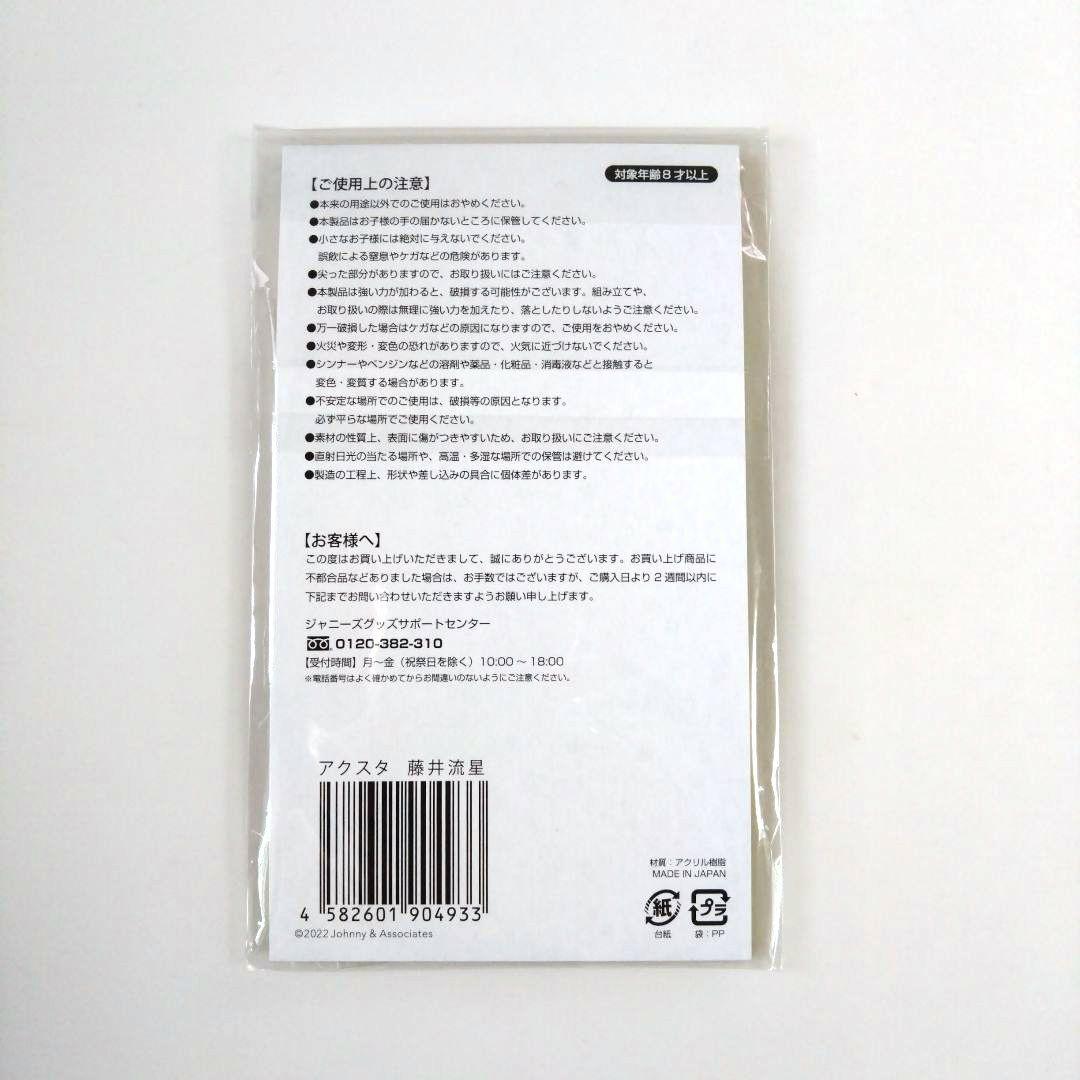 対象年齢8才以上
【ご使用上の注意】
●本来の用途以外でのご使用はおやめください。
●本製品はお子様の手の届かないところに保管してください。
●小さなお子様には絶対に与えないでください。
誤飲による窒息やケガなどの危険があります。
●尖った部分がありますので、お取り扱いにはご注意ください。
●本製品は強い力が加わると、破損する可能性がございます。組み立てや、
お取り扱いの際は無理に強い力を加えたり、落としたりしないようご注意ください。
●万一破損した場合はケガなどの原因になりますので、ご使用をおやめください。
●火災や変形・変色の恐れがありますので、火気に近づけないでください。
●シンナーやベンジンなどの溶剤や薬品・化粧品・消毒液などと接触すると
変色・変質する場合があります。
●不安定な場所でのご使用は、破損等の原因となります。
必ず平らな場所でご使用ください。
●素材の性質上、表面に傷がつきやすいため、お取り扱いにご注意ください。
●直射日光の当たる場所や、高温・多湿な場所での保管は避けてください。
●製造の工程上、形状や差し込みの具合に個体差があります。
【お客様へ】
この度はお買い上げいただきまして、誠にありがとうございます。お買い上げ商品に
不都合品などありました場合は、お手数ではございますが、ご購入日より2週間以内に
下記までお問い合わせいただきますようお願い申し上げます。
ジャニーズグッズサポートセンター
0120-382-310
【受付時間】月～金（祝祭日を除く）10:00～18:00
※電話番号はよく確かめてからお間違いのないようにご注意ください。
アクスタ 藤井流星
4 582601 904933
©2022 Johnny & Associates
材質：アクリル樹脂
MADE IN JAPAN
紙 プラ
台紙 袋：PP